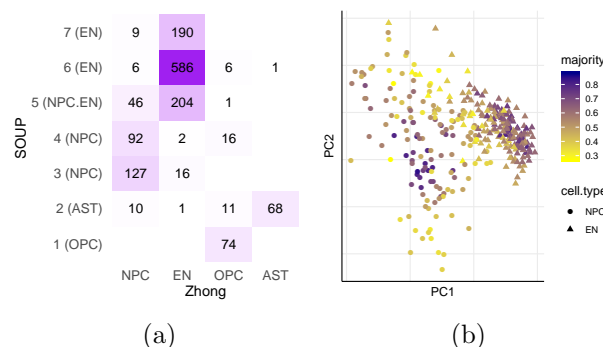 SOUP
7 (EN) 9 190
6 (EN) 6 586 6 1
5 (NPC.EN) 46 204 1
4 (NPC) 92 2 16
3 (NPC) 127 16
2 (AST) 10 1 11 68
1 (OPC) 74
NPC EN OPC AST
Zhong
(a)
PC2
PC1
majority
0.8
0.7
0.6
0.5
0.4
0.3
cell.type
NPC
EN
(b)